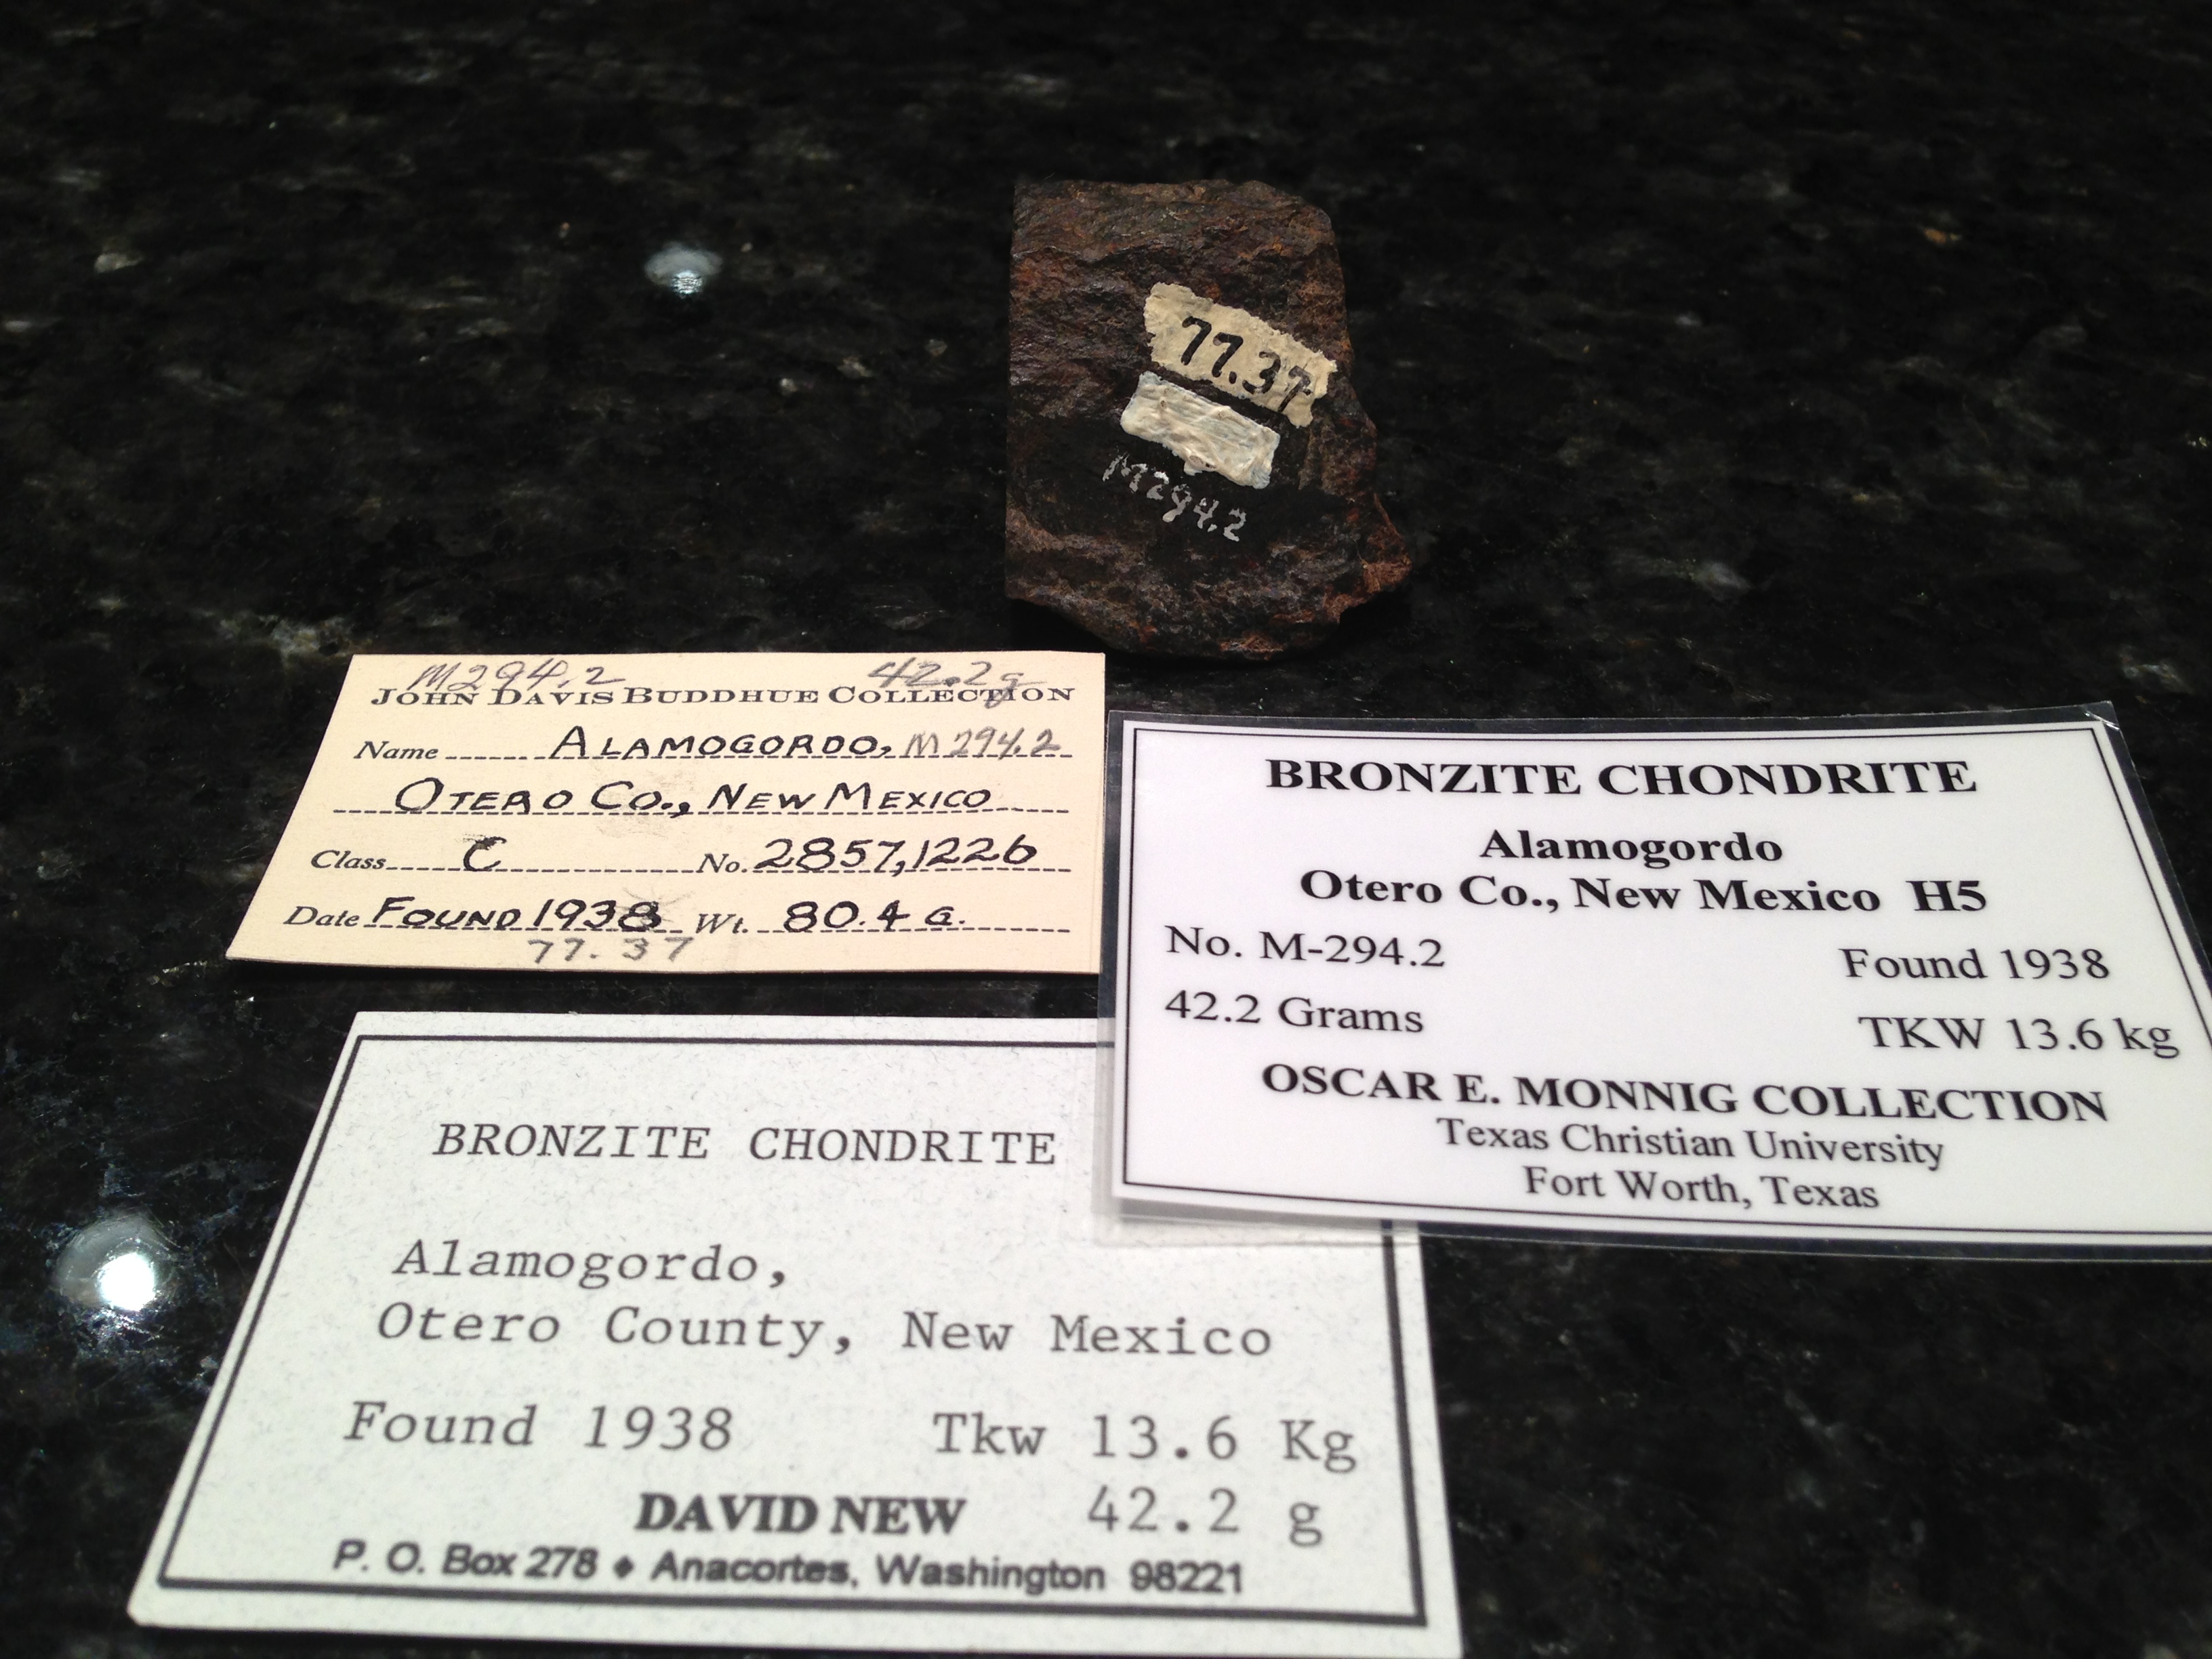 77.37
M294.2
M294.2 42.2g
JOHN DAVIS BUDDHUE COLLECTION
Name ALAMOGORDO, M294.2
OTERO CO., NEW MEXICO
Class C No. 2857,1226
Date FOUND 1938 Wt. 80.4 G.
77.37
BRONZITE CHONDRITE
Alamogordo
Otero Co., New Mexico H5
No. M-294.2 Found 1938
42.2 Grams TKW 13.6 kg
OSCAR E. MONNIG COLLECTION
Texas Christian University
Fort Worth, Texas
BRONZITE CHONDRITE
Alamogordo,
Otero County, New Mexico
Found 1938 Tkw 13.6 Kg
DAVID NEW 42.2 g
P. O. Box 278 ♦ Anacortes, Washington 98221